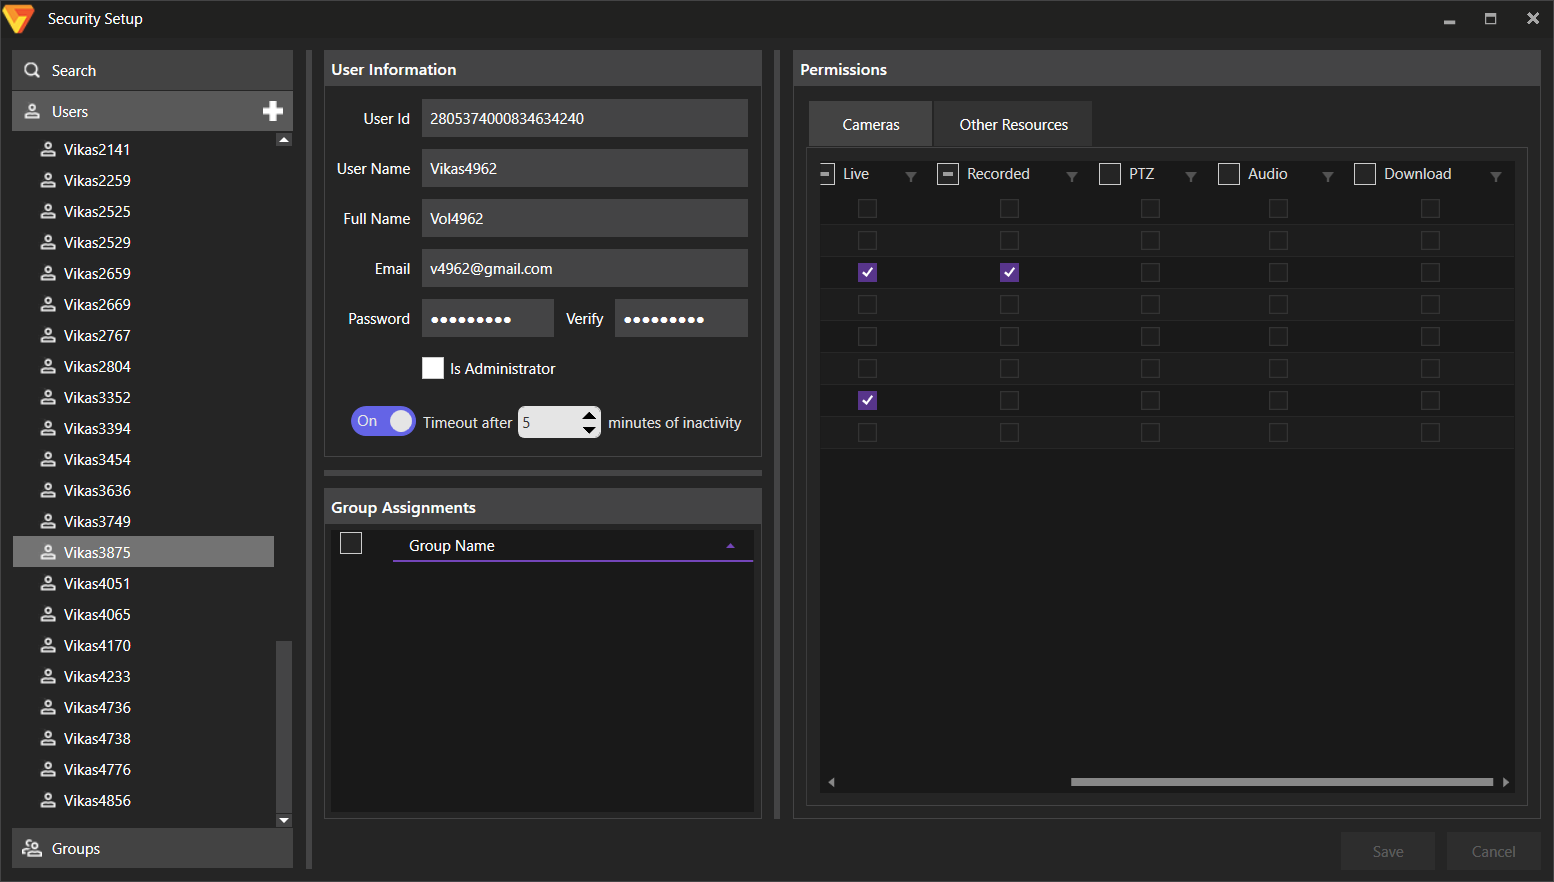 Security Setup
Search
Users
Vikas2141
Vikas2259
Vikas2525
Vikas2529
Vikas2659
Vikas2669
Vikas2767
Vikas2804
Vikas3352
Vikas3394
Vikas3454
Vikas3636
Vikas3749
Vikas3875
Vikas4051
Vikas4065
Vikas4170
Vikas4233
Vikas4736
Vikas4738
Vikas4776
Vikas4856
Groups
User Information
User Id 2805374000834634240
User Name Vikas4962
Full Name Vol4962
Email v4962@gmail.com
Password ●●●●●●●●● Verify ●●●●●●●●●
Is Administrator
On Timeout after 5 minutes of inactivity
Group Assignments
Group Name
Permissions
Cameras Other Resources
Live Recorded PTZ Audio Download
Save Cancel